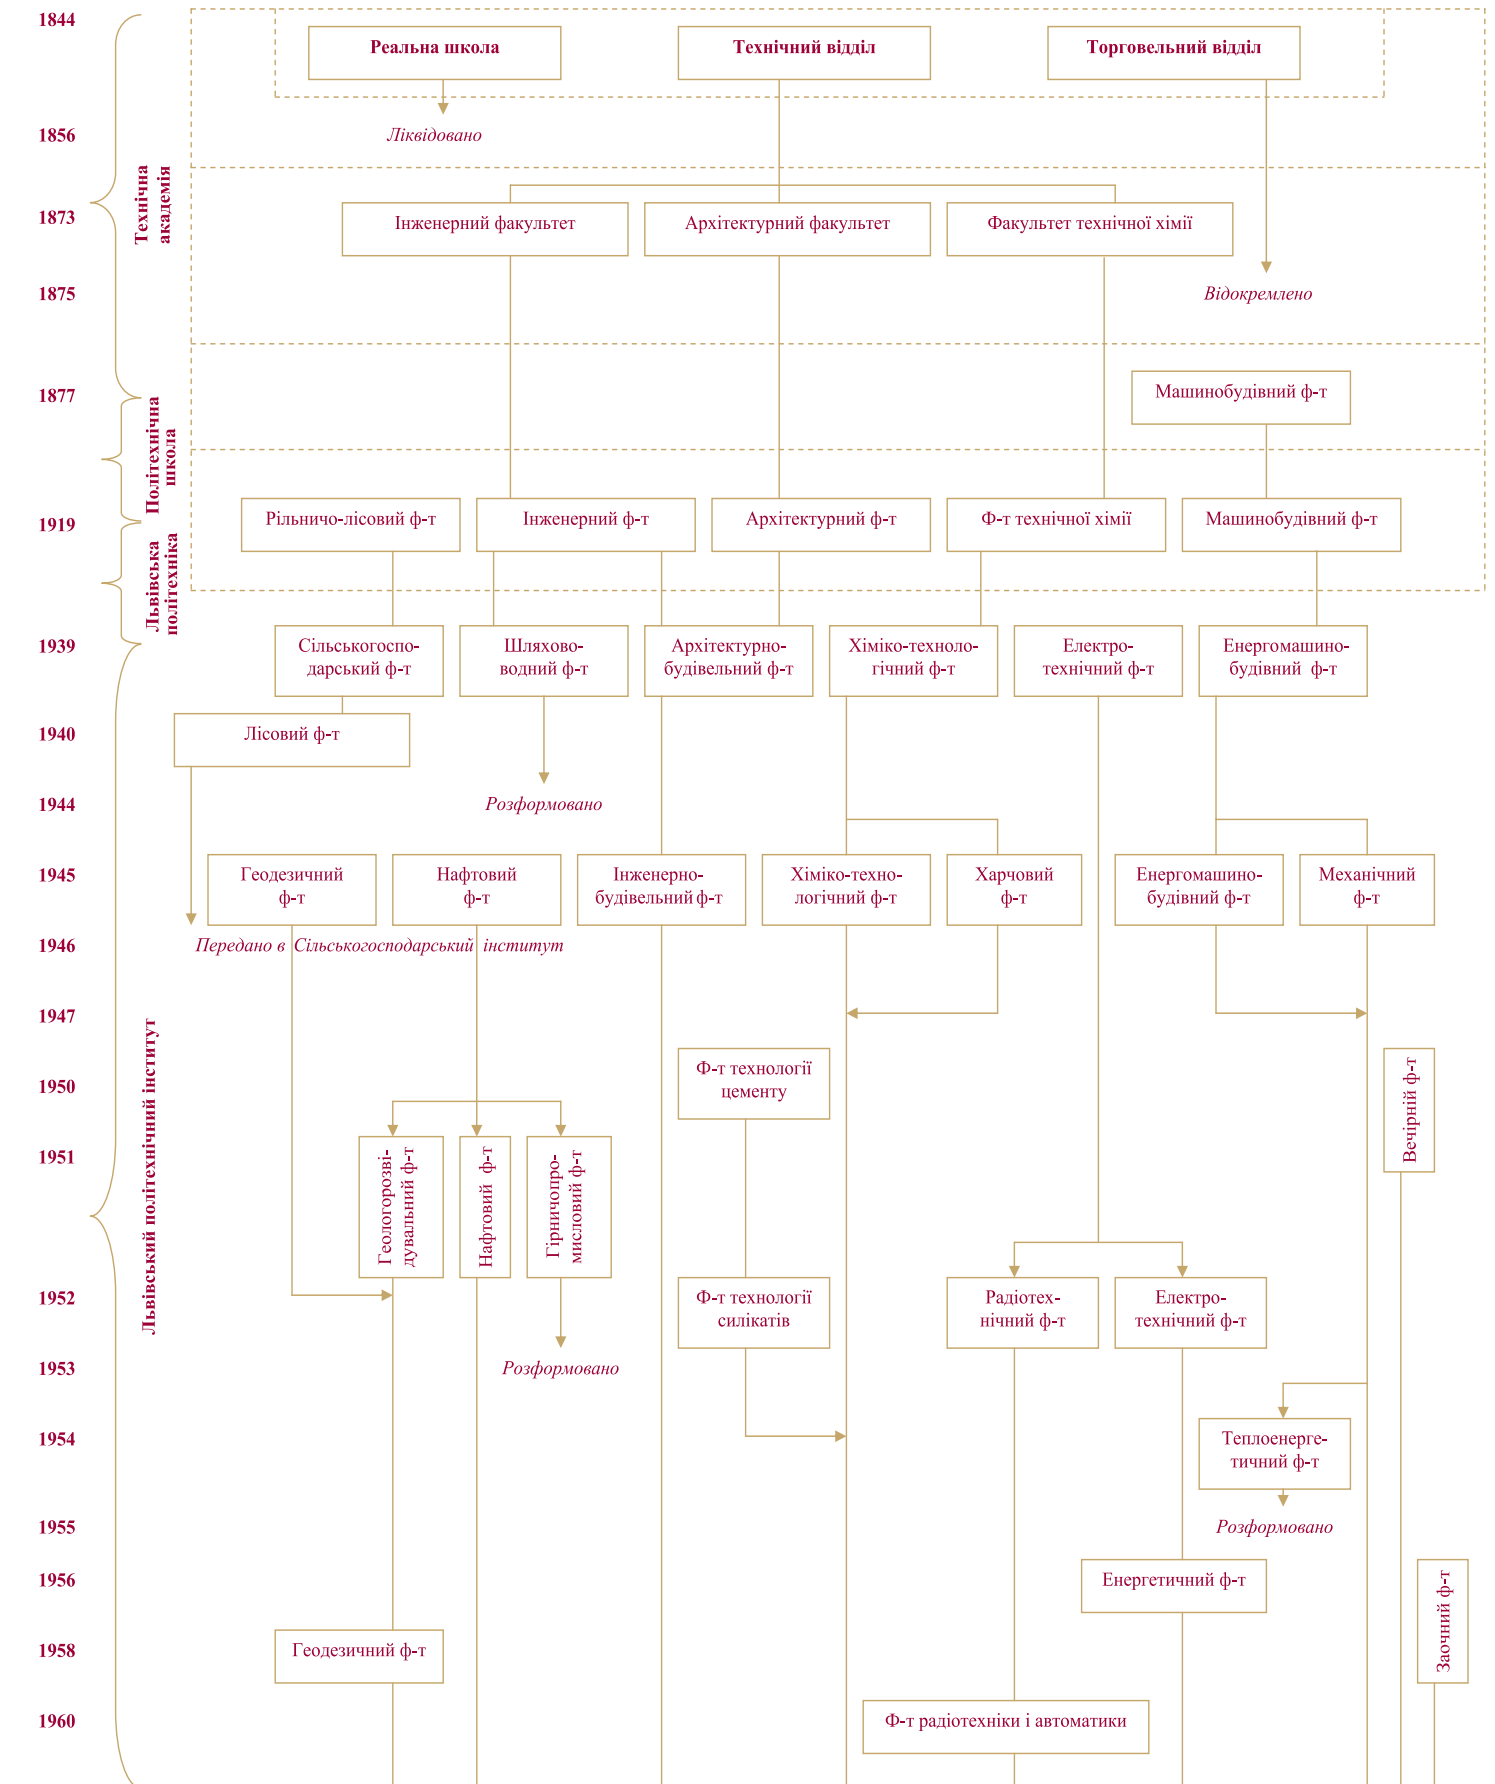 1844
Реальна школа
Технічний відділ
Торговельний відділ
1856
Ліквідовано
Технічна
академія
1873
Інженерний факультет
Архітектурний факультет
Факультет технічної хімії
1875
Відокремлено
1877
Машинобудівний ф-т
Політехнічна
школа
1919
Рільничо-лісовий ф-т
Інженерний ф-т
Архітектурний ф-т
Ф-т технічної хімії
Машинобудівний ф-т
Львівська
політехніка
1939
Сільськогоспо-
дарський ф-т
Шляхово-
водний ф-т
Архітектурно-
будівельний ф-т
Хіміко-техноло-
гічний ф-т
Електро-
технічний ф-т
Енергомашино-
будівний ф-т
1940
Лісовий ф-т
1944
Розформовано
1945
Геодезичний
ф-т
Нафтовий
ф-т
Інженерно-
будівельний ф-т
Хіміко-техно-
логічний ф-т
Харчовий
ф-т
Енергомашино-
будівний ф-т
Механічний
ф-т
1946
Передано в Сільськогосподарський інститут
1947
Львівський політехнічний інститут
1950
Ф-т технології
цементу
Вечірній ф-т
1951
Геологорозві-
дувальний ф-т
Нафтовий ф-т
Гірничопро-
мисловий ф-т
1952
Ф-т технології
силікатів
Радіотех-
нічний ф-т
Електро-
технічний ф-т
1953
Розформовано
1954
Теплоенерге-
тичний ф-т
1955
Розформовано
1956
Енергетичний ф-т
Заочний ф-т
1958
Геодезичний ф-т
1960
Ф-т радіотехніки і автоматики